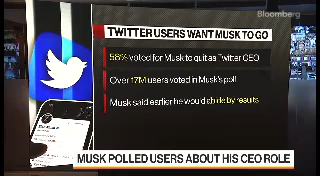 Bloomberg
TWITTER USERS WANT MUSK TO GO
58% voted for Musk to quit as Twitter CEO
Over 17M users voted in Musk's poll
Musk said earlier he would abide by results
MUSK POLLED USERS ABOUT HIS CEO ROLE